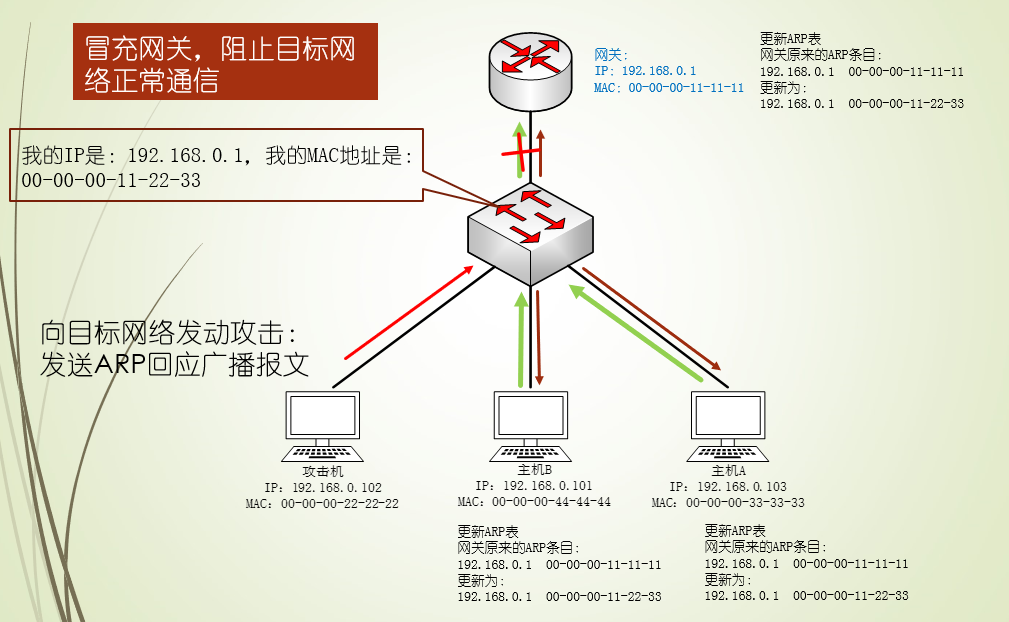 冒充网关，阻止目标网
络正常通信
网关：
IP：192.168.0.1
MAC：00-00-00-11-11-11
更新ARP表
网关原来的ARP条目：
192.168.0.1 00-00-00-11-11-11
更新为：
192.168.0.1 00-00-00-11-22-33
我的IP是：192.168.0.1，我的MAC地址是：
00-00-00-11-22-33
向目标网络发动攻击：
发送ARP回应广播报文
攻击机
IP：192.168.0.102
MAC：00-00-00-22-22-22
主机B
IP：192.168.0.101
MAC：00-00-00-44-44-44
主机A
IP：192.168.0.103
MAC：00-00-00-33-33-33
更新ARP表
网关原来的ARP条目：
192.168.0.1 00-00-00-11-11-11
更新为：
192.168.0.1 00-00-00-11-22-33
更新ARP表
网关原来的ARP条目：
192.168.0.1 00-00-00-11-11-11
更新为：
192.168.0.1 00-00-00-11-22-33